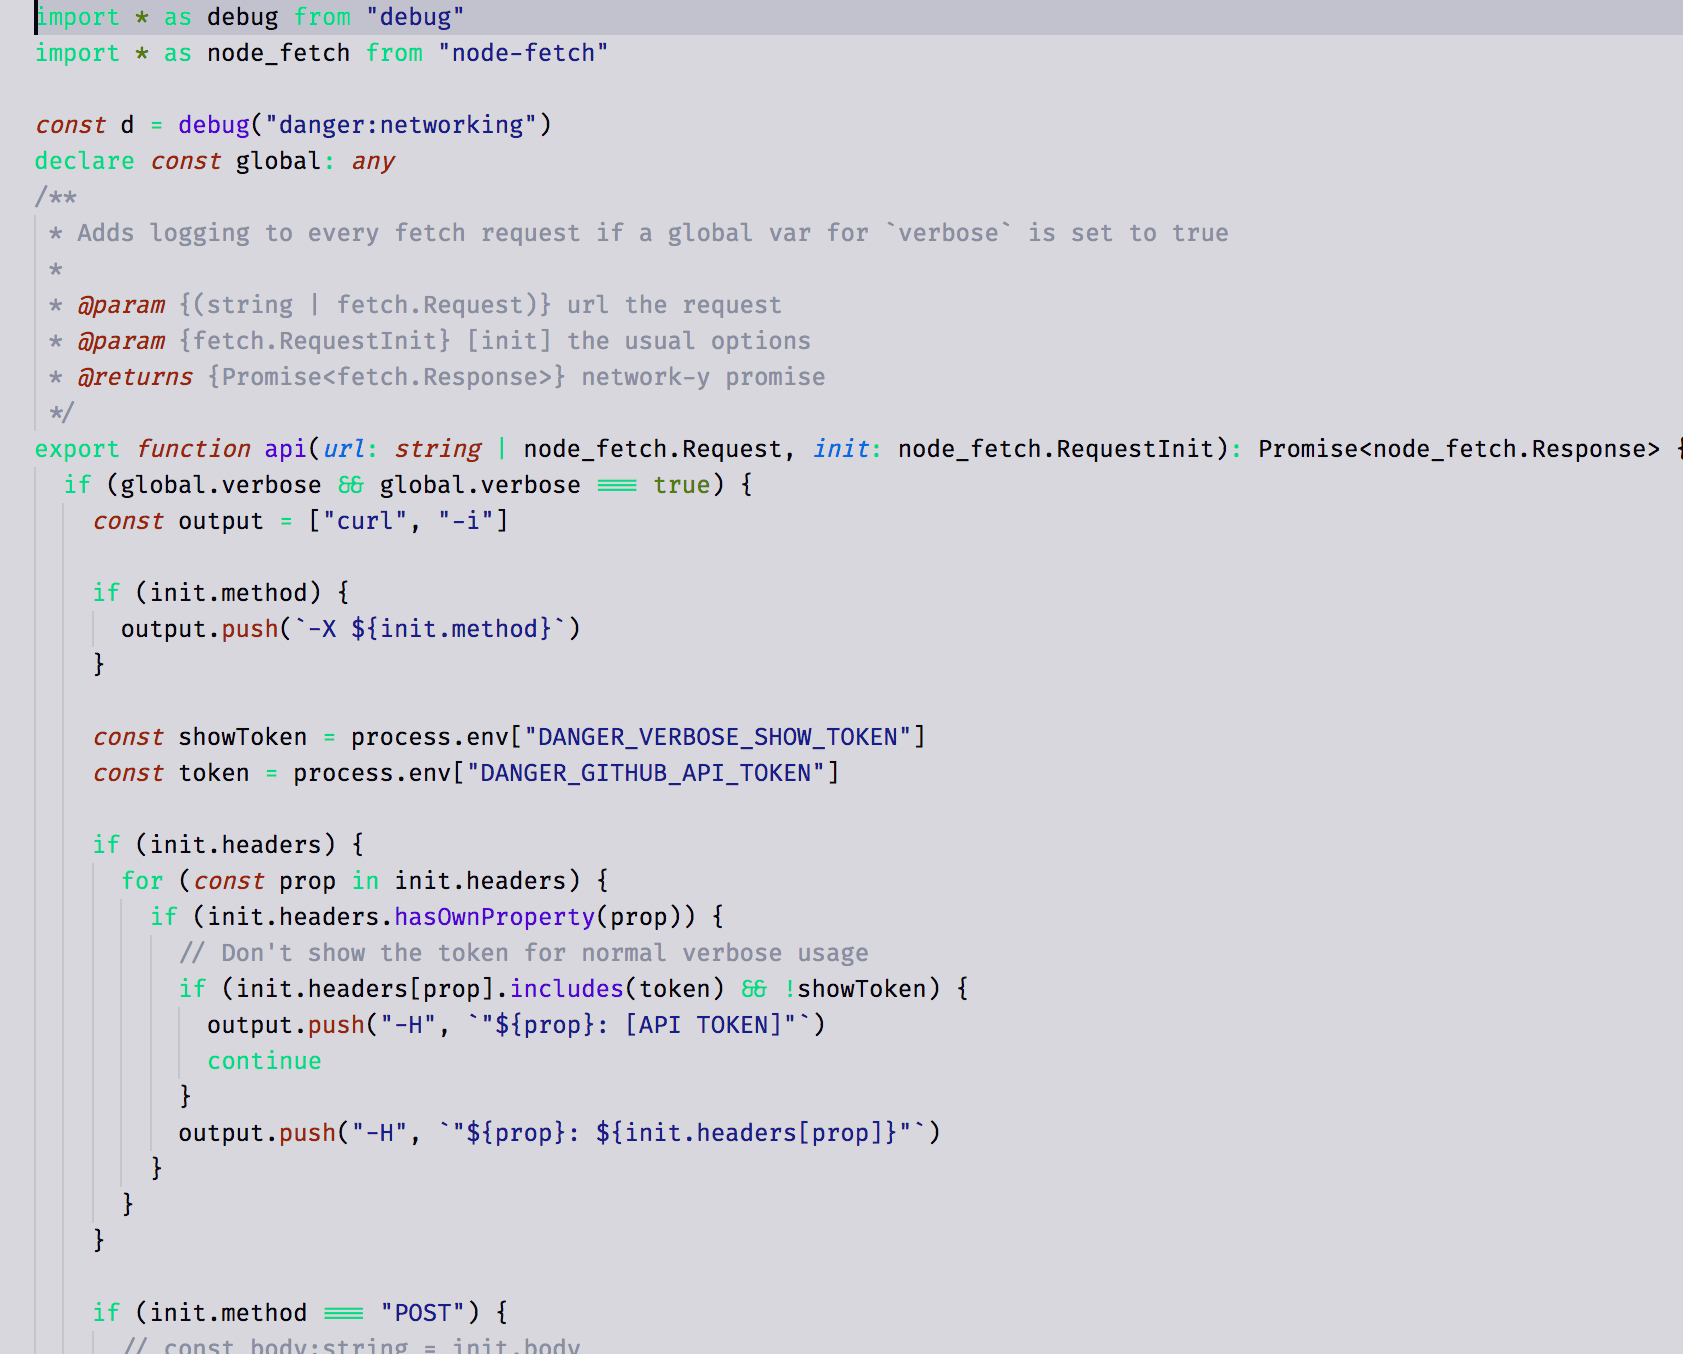 import * as debug from "debug"
import * as node_fetch from "node-fetch"

const d = debug("danger:networking")
declare const global: any
/**
 * Adds logging to every fetch request if a global var for `verbose` is set to true
 *
 * @param {(string | fetch.Request)} url the request
 * @param {fetch.RequestInit} [init] the usual options
 * @returns {Promise<fetch.Response>} network-y promise
 */
export function api(url: string | node_fetch.Request, init: node_fetch.RequestInit): Promise<node_fetch.Response> {
  if (global.verbose && global.verbose === true) {
    const output = ["curl", "-i"]

    if (init.method) {
      output.push(`-X ${init.method}`)
    }

    const showToken = process.env["DANGER_VERBOSE_SHOW_TOKEN"]
    const token = process.env["DANGER_GITHUB_API_TOKEN"]

    if (init.headers) {
      for (const prop in init.headers) {
        if (init.headers.hasOwnProperty(prop)) {
          // Don't show the token for normal verbose usage
          if (init.headers[prop].includes(token) && !showToken) {
            output.push("-H", `"${prop}: [API TOKEN]"`)
            continue
          }
          output.push("-H", `"${prop}: ${init.headers[prop]}"`)
        }
      }
    }

    if (init.method === "POST") {
      // const body:string = init.body